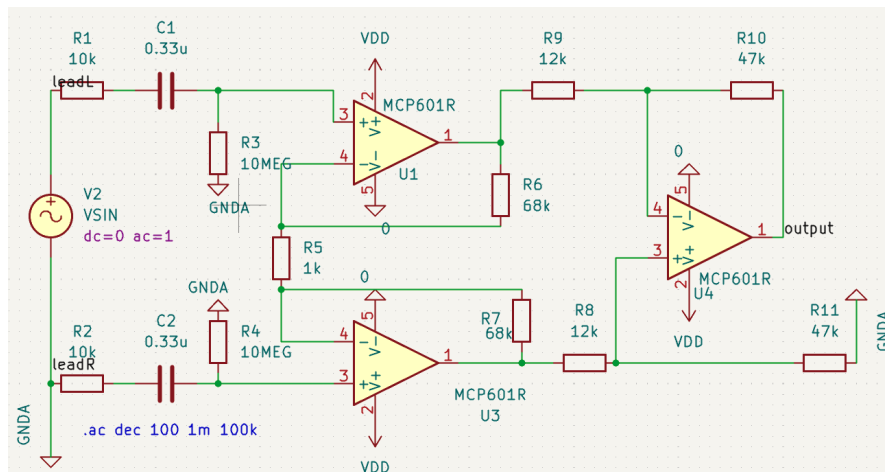 R1
10k
leadL
C1
0.33u
VDD
R9
12k
R10
47k
2
MCP601R
3
+
V+
1
R3
10MEG
GNDA
4
−
V-
U1
5
0
R6
68k
V2
VSIN
dc=0 ac=1
0
5
4
−
V-
1
output
3
+
V+
MCP601R
2
U4
VDD
R5
1k
GNDA
0
R4
10MEG
5
4
−
V-
1
3
+
V+
2
R7
68k
R8
12k
R11
47k
GNDA
R2
10k
leadR
C2
0.33u
MCP601R
U3
GNDA
.ac dec 100 1m 100k
VDD